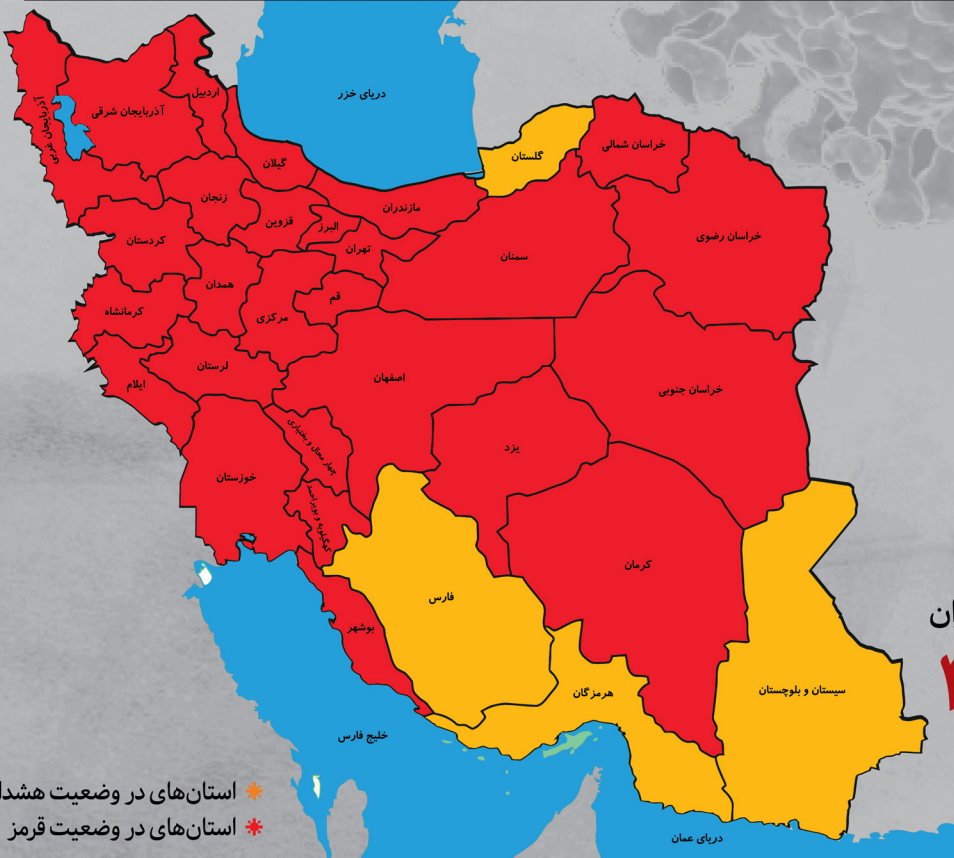 دریای خزر
اردبیل
آذربایجان شرقی
آذربایجان غربی
گلستان
خراسان شمالی
گیلان
زنجان
مازندران
قزوین
البرز
خراسان رضوی
کردستان
تهران
سمنان
همدان
قم
کرمانشاه
مرکزی
لرستان
اصفهان
ایلام
خراسان جنوبی
چهار محال و بختیاری
یزد
خوزستان
کهگیلویه و بویراحمد
کرمان
فارس
بوشهر
هرمزگان
سیستان و بلوچستان
خلیج فارس
استان‌های در وضعیت
استان‌های در وضعیت قرمز
دریای عمان